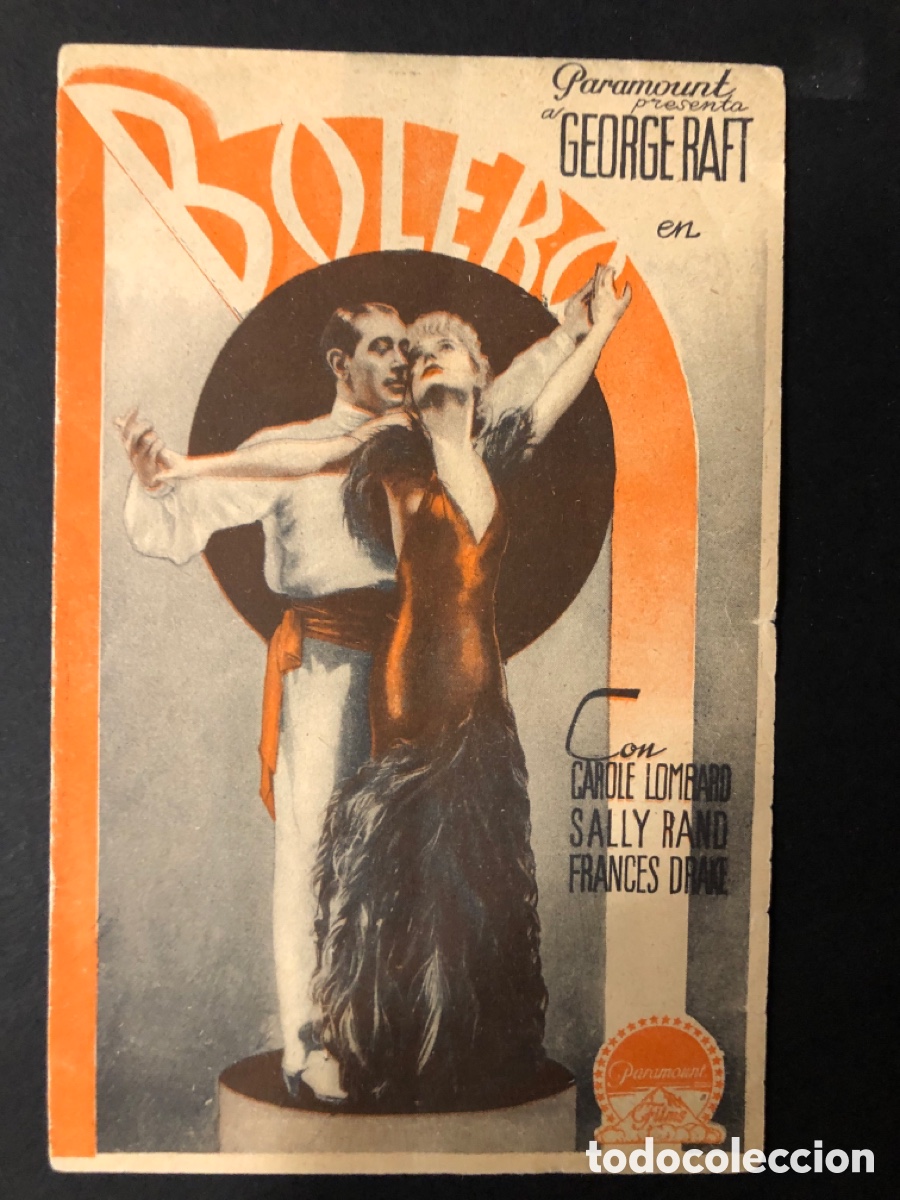 Paramount
presenta
a
GEORGE RAFT
en
BOLERO
Con
CAROLE LOMBARD
SALLY RAND
FRANCES DRAKE
Paramount
Films
todocoleccion